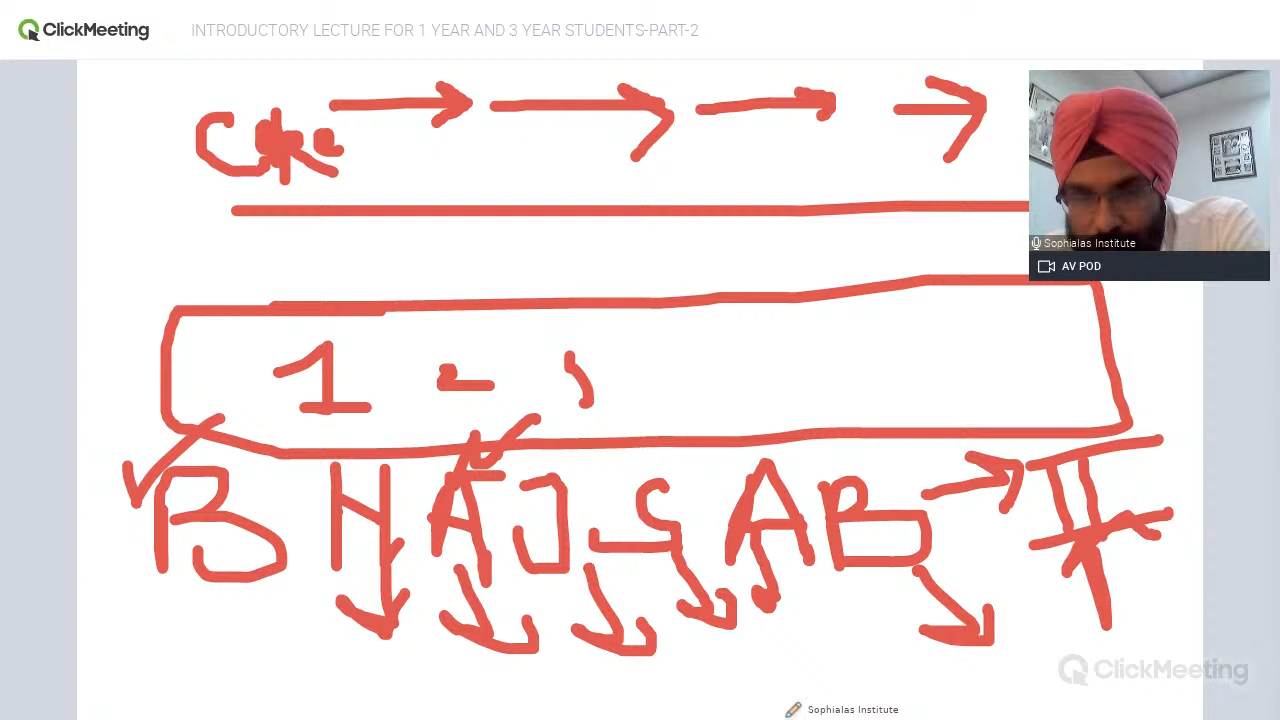 ClickMeeting INTRODUCTORY LECTURE FOR 1 YEAR AND 3 YEAR STUDENTS-PART-2
Sophialas Institute
AV POD
1 - )
B H A J S A B → II
ClickMeeting
Sophialas Institute